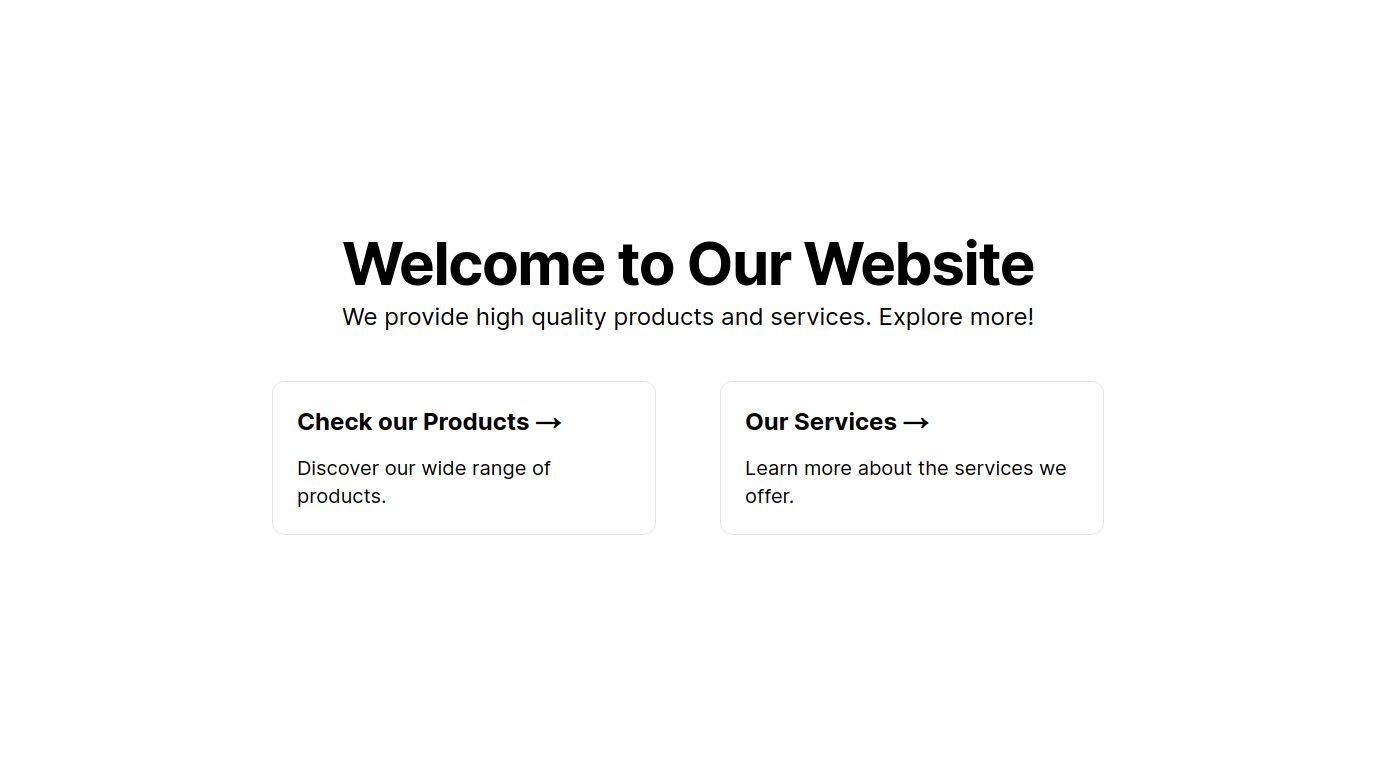 Welcome to Our Website
We provide high quality products and services. Explore more!
Check our Products →
Discover our wide range of
products.
Our Services →
Learn more about the services we
offer.